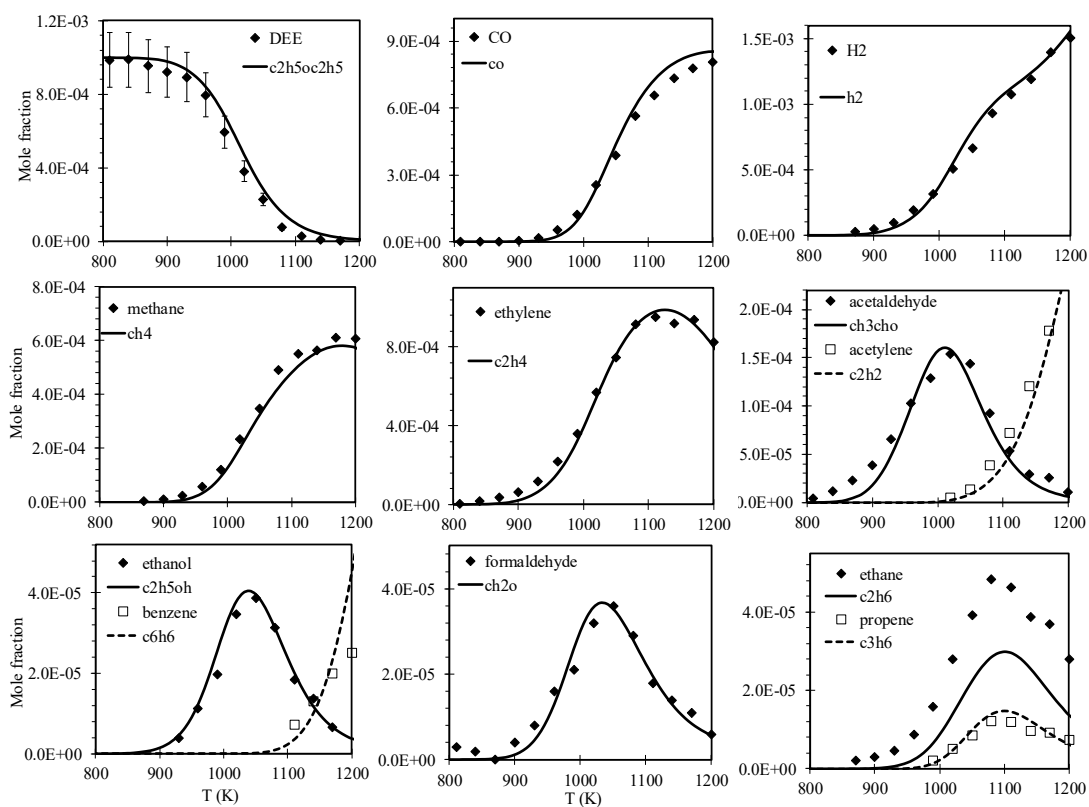 1.2E-03
8.0E-04
4.0E-04
0.0E+00
Mole fraction
DEE
c2h5oc2h5
800 900 1000 1100 1200
9.0E-04
6.0E-04
3.0E-04
0.0E+00
CO
co
800 900 1000 1100 1200
1.5E-03
1.0E-03
5.0E-04
0.0E+00
H2
h2
800 900 1000 1100 1200
8.0E-04
6.0E-04
4.0E-04
2.0E-04
0.0E+00
Mole fraction
methane
ch4
800 900 1000 1100 1200
8.0E-04
4.0E-04
0.0E+00
ethylene
c2h4
800 900 1000 1100 1200
2.0E-04
1.5E-04
1.0E-04
5.0E-05
0.0E+00
acetaldehyde
ch3cho
acetylene
c2h2
800 900 1000 1100 1200
4.0E-05
2.0E-05
0.0E+00
Mole fraction
ethanol
c2h5oh
benzene
c6h6
800 900 1000 1100 1200
T (K)
4.0E-05
2.0E-05
0.0E+00
formaldehyde
ch2o
800 900 1000 1100 1200
T (K)
4.0E-05
2.0E-05
0.0E+00
ethane
c2h6
propene
c3h6
800 900 1000 1100 1200